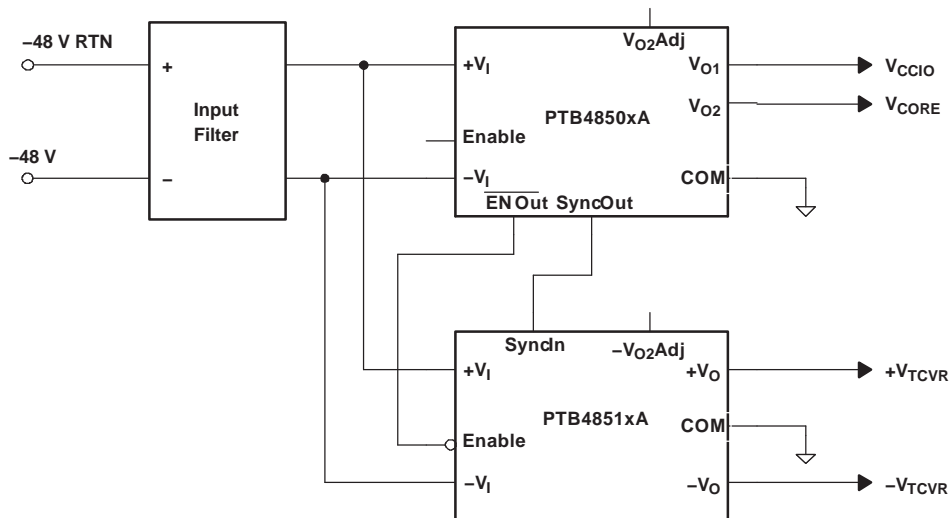 –48 V RTN
+
Input
Filter
–48 V
–
VO2Adj
+VI
VO1
VCCIO
VO2
VCORE
PTB4850xA
Enable
–VI
COM
EN Out
SyncOut
SyncIn
–VO2Adj
+VI
+VO
+VTCVR
PTB4851xA
COM
Enable
–VI
–VO
–VTCVR